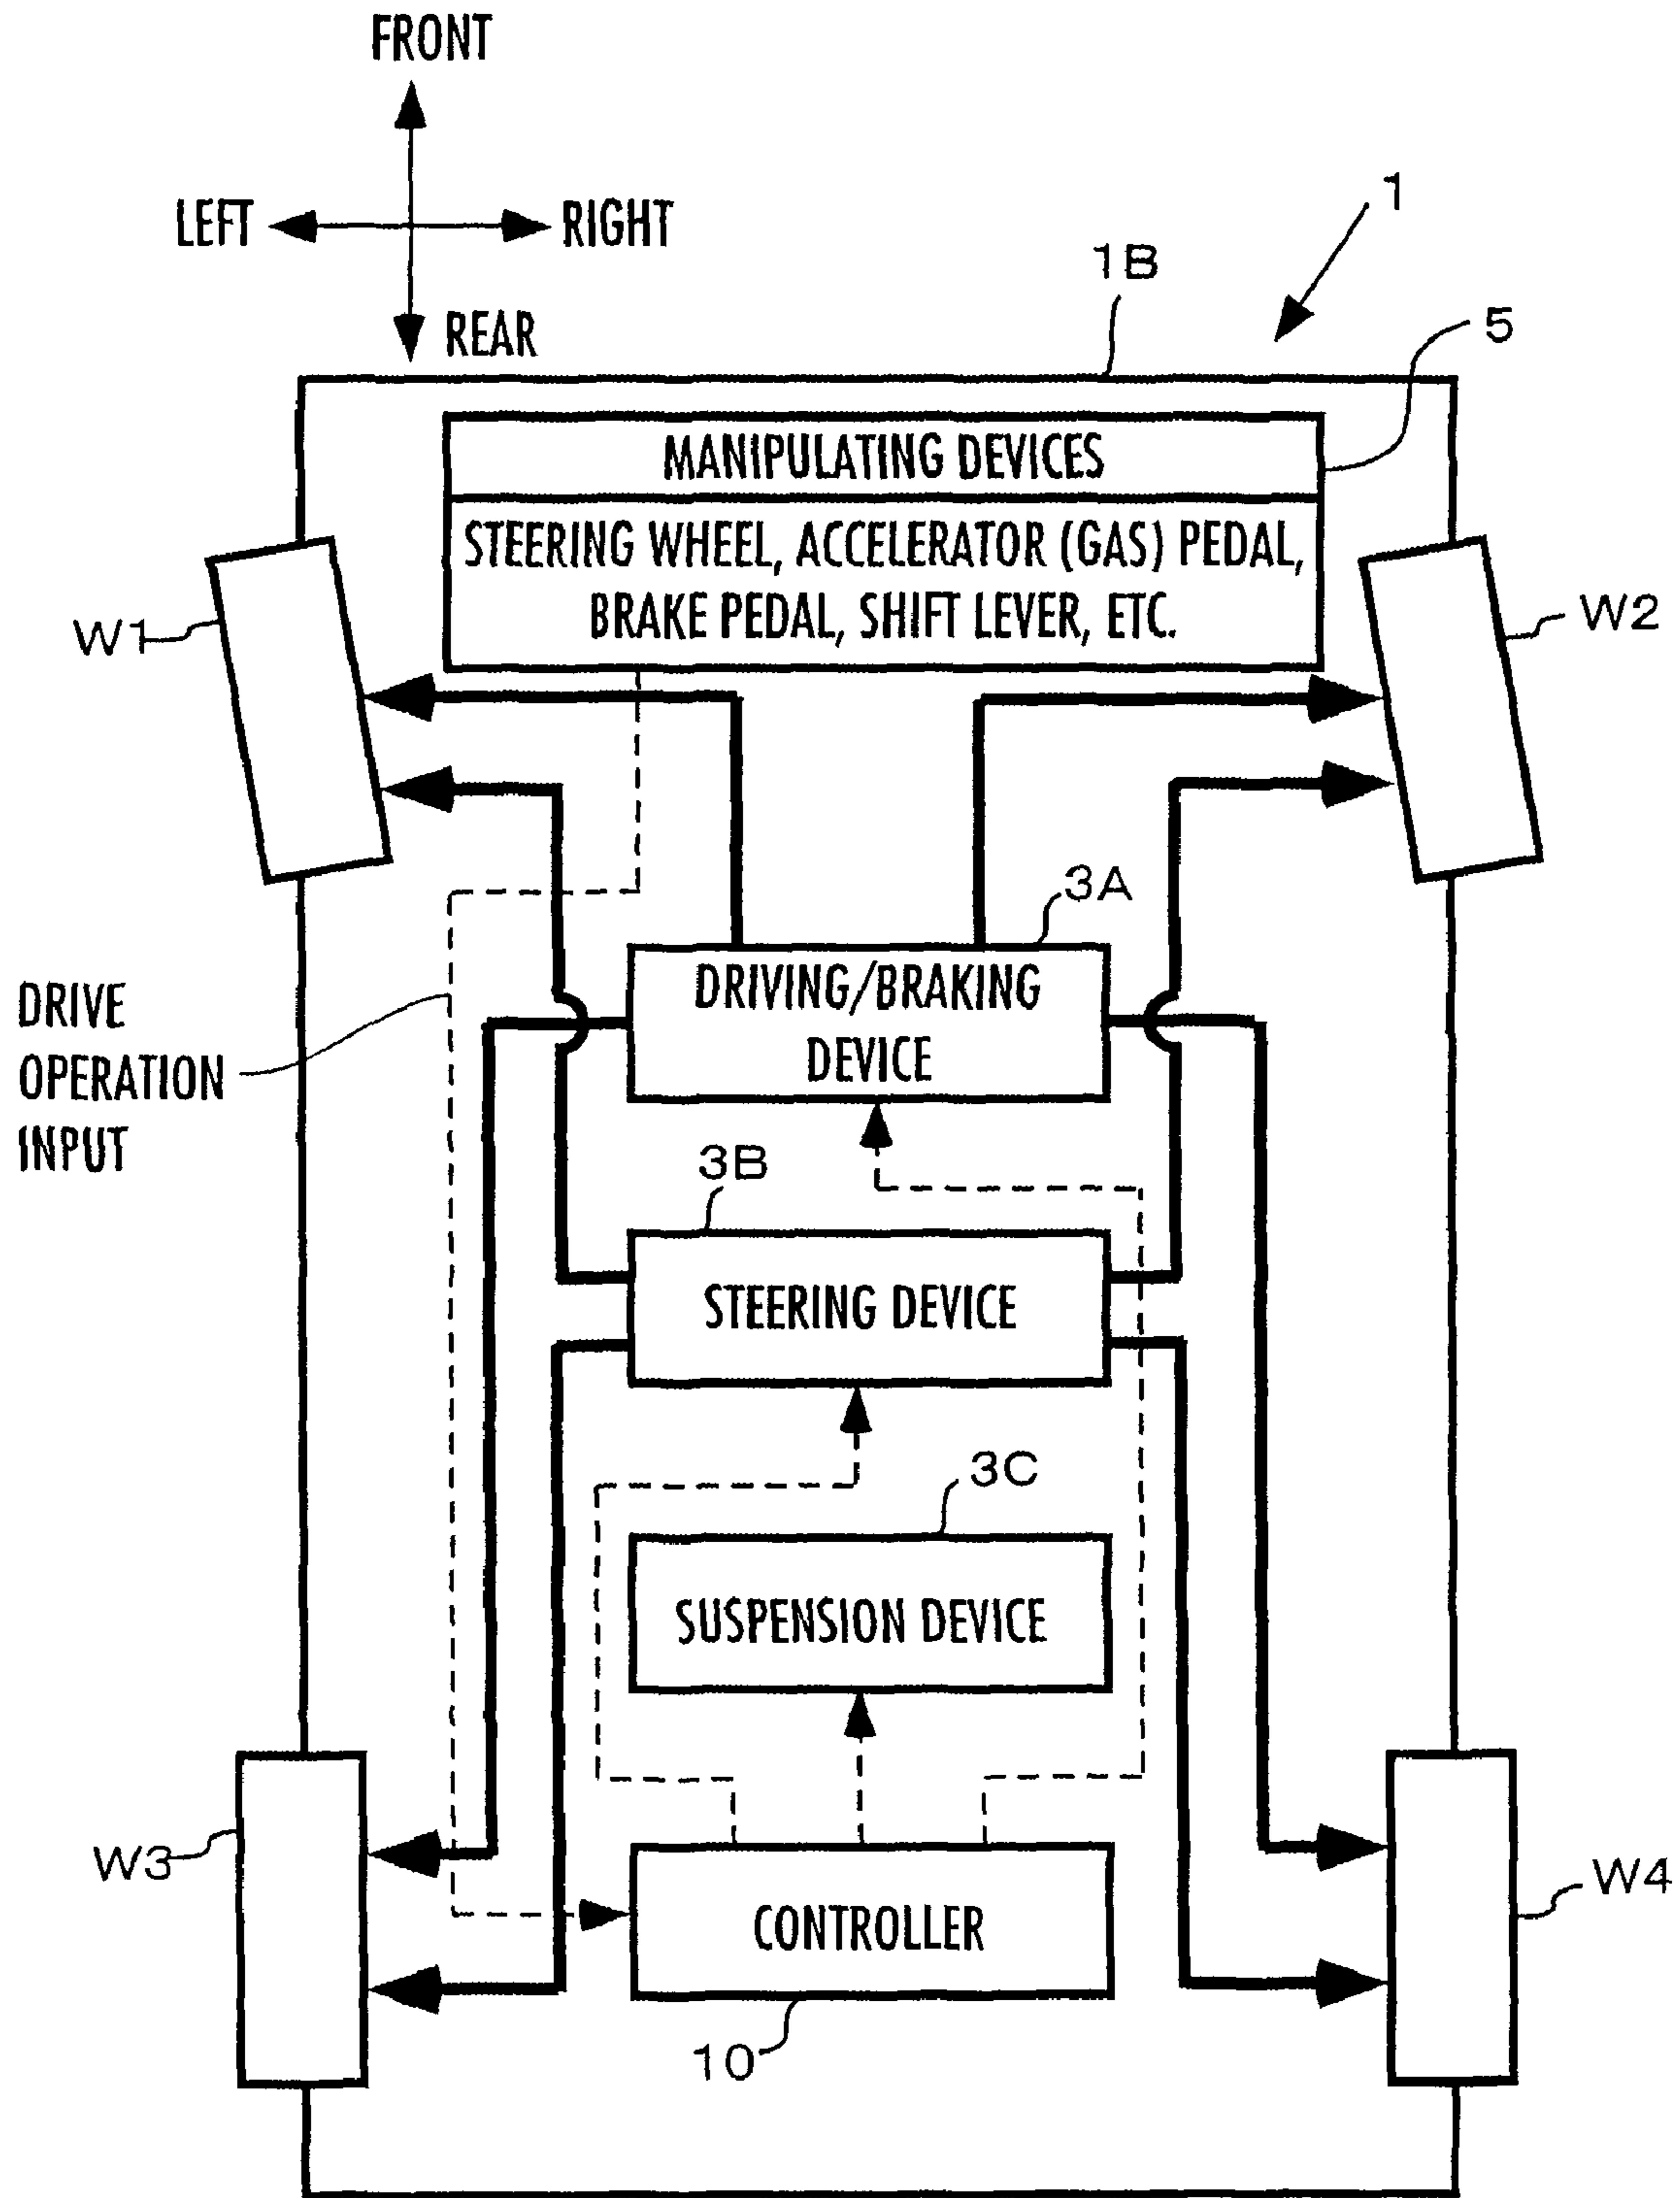 FRONT
LEFT
RIGHT
REAR
1
1B
5
MANIPULATING DEVICES
STEERING WHEEL, ACCELERATOR (GAS) PEDAL,
BRAKE PEDAL, SHIFT LEVER, ETC.
W1
W2
3A
DRIVING/BRAKING
DEVICE
DRIVE
OPERATION
INPUT
3B
STEERING DEVICE
3C
SUSPENSION DEVICE
W3
W4
CONTROLLER
10